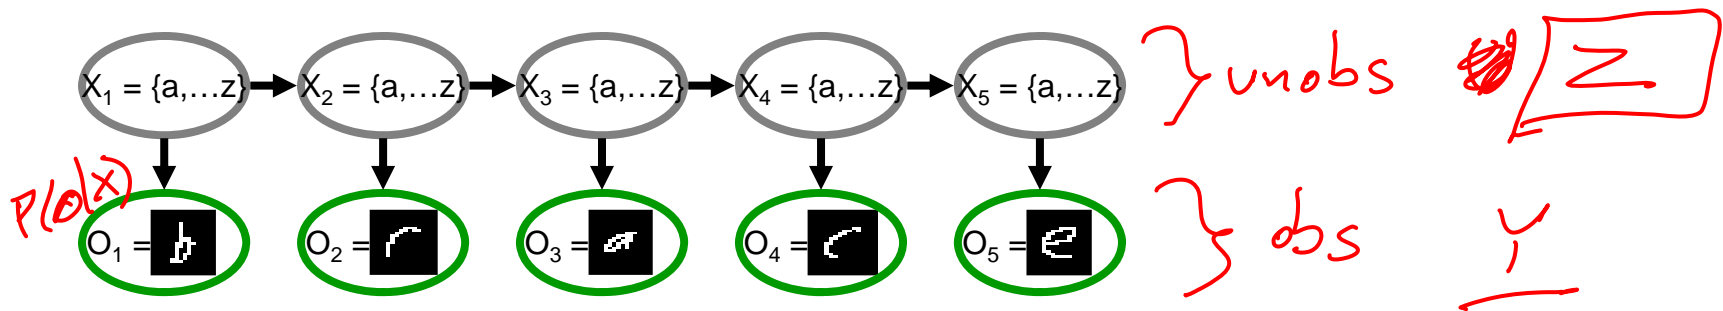 X₁ = {a,…z} X₂ = {a,…z} X₃ = {a,…z} X₄ = {a,…z} X₅ = {a,…z} } unobs Z
P(O|X)
O₁ = b O₂ = r O₃ = a O₄ = c O₅ = e } obs Y